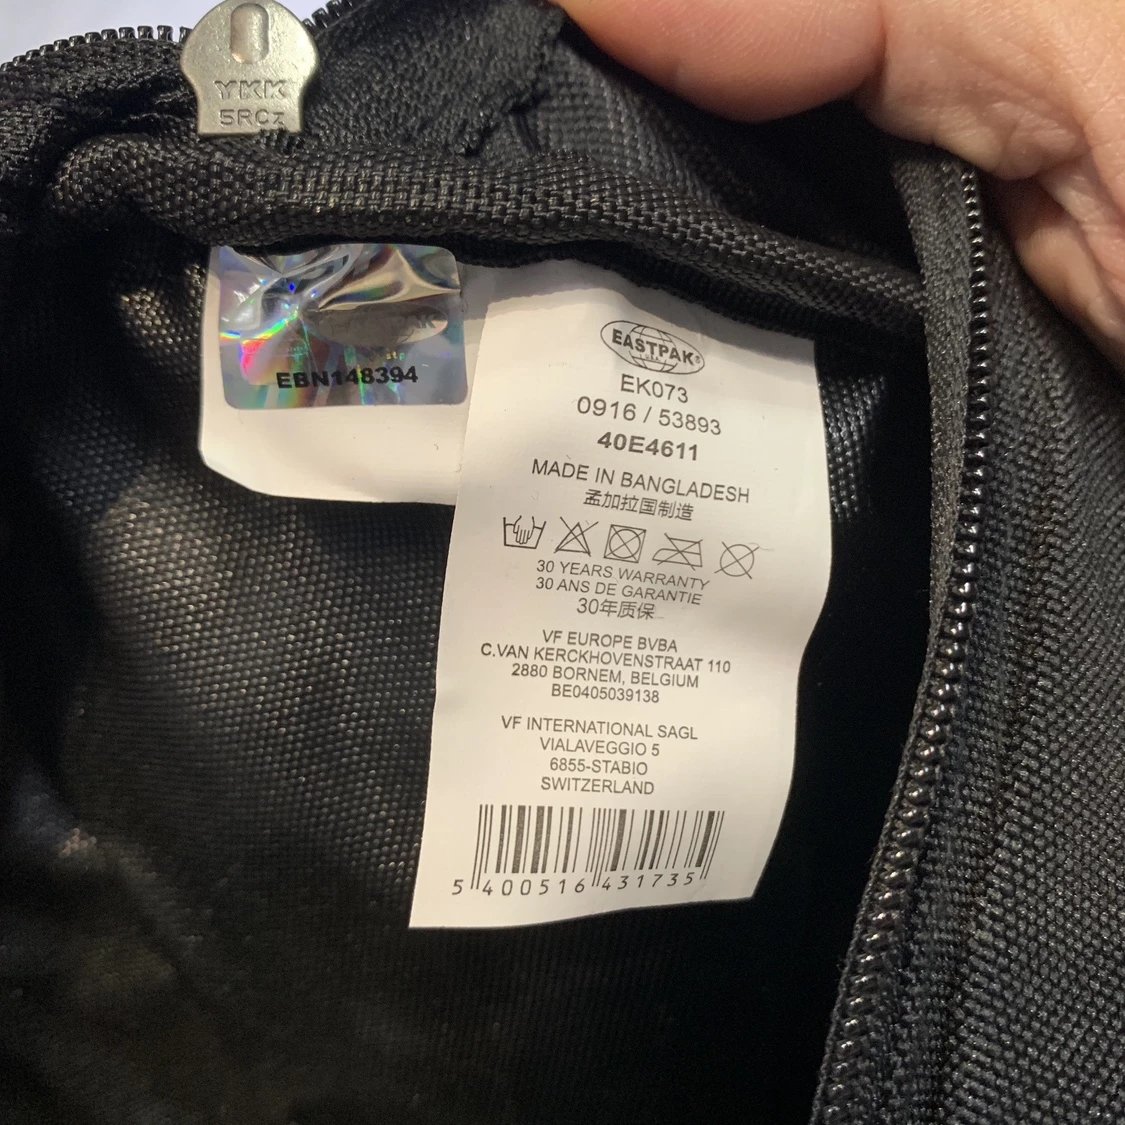 YKK
5RCz
EBN148394
EASTPAK®
USA
EK073
0916 / 53893
40E4611
MADE IN BANGLADESH
孟加拉国制造
30 YEARS WARRANTY
30 ANS DE GARANTIE
30年质保
VF EUROPE BVBA
C.VAN KERCKHOVENSTRAAT 110
2880 BORNEM, BELGIUM
BE0405039138
VF INTERNATIONAL SAGL
VIALAVEGGIO 5
6855-STABIO
SWITZERLAND
5 400516 431735